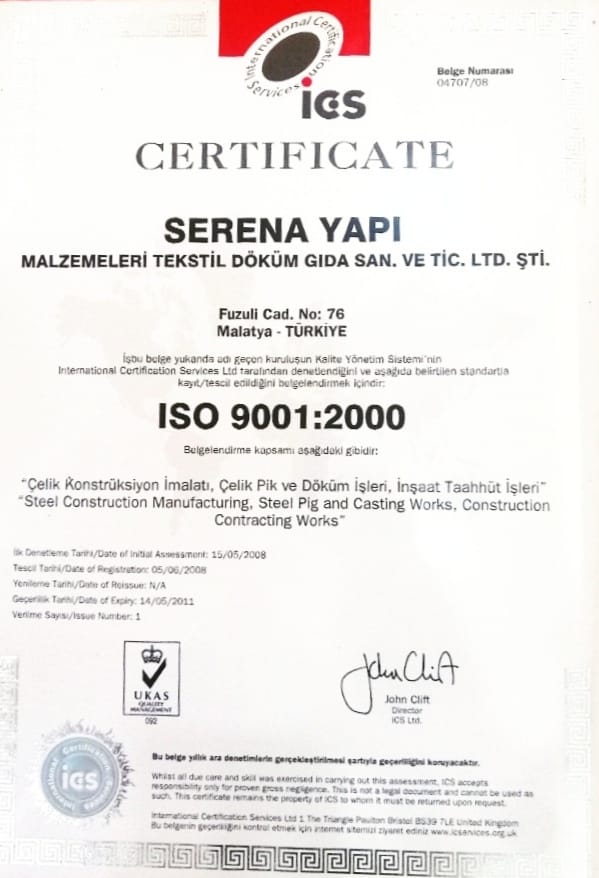 International Certification Services
ics
Belge Numarası
04707/08
CERTIFICATE
SERENA YAPI
MALZEMELERİ TEKSTİL DÖKÜM GIDA SAN. VE TİC. LTD. ŞTİ.
Fuzuli Cad. No: 76
Malatya - TÜRKİYE
İşbu belge yukarıda adı geçen kuruluşun Kalite Yönetim Sistemi'nin
International Certification Services Ltd tarafından denetlendiğini ve aşağıda belirtilen standartla
kayıt/tescil edildiğini belgelendirmek içindir:
ISO 9001:2000
Belgelendirme kapsamı aşağıdaki gibidir:
"Çelik Konstrüksiyon İmalatı, Çelik Pik ve Döküm İşleri, İnşaat Taahhüt İşleri"
"Steel Construction Manufacturing, Steel Pig and Casting Works, Construction
Contracting Works"
İlk Denetleme Tarihi/Date of Initial Assessment: 15/05/2008
Tescil Tarihi/Date of Registration: 05/06/2008
Yenileme Tarihi/Date of Reissue: N/A
Geçerlilik Tarihi/Date of Expiry: 14/05/2011
Verilme Sayısı/Issue Number: 1
UKAS
QUALITY
MANAGEMENT
092
John Clift
John Clift
Director
ICS Ltd.
International Certification Services
ics
Bu belge yıllık ara denetimlerin gerçekleştirilmesi şartıyla geçerliliğini koruyacaktır.
Whilst all due care and skill was exercised in carrying out this assessment, ICS accepts
responsibility only for proven gross negligence. This is not a legal document and cannot be used as
such. This certificate remains the property of ICS to whom it must be returned upon request.
International Certification Services Ltd 1 The Triangle Paulton Bristol BS39 7LE United Kingdom
Bu belgenin geçerliliğini kontrol etmek için internet sitemizi ziyaret ediniz www.icservices.org.uk